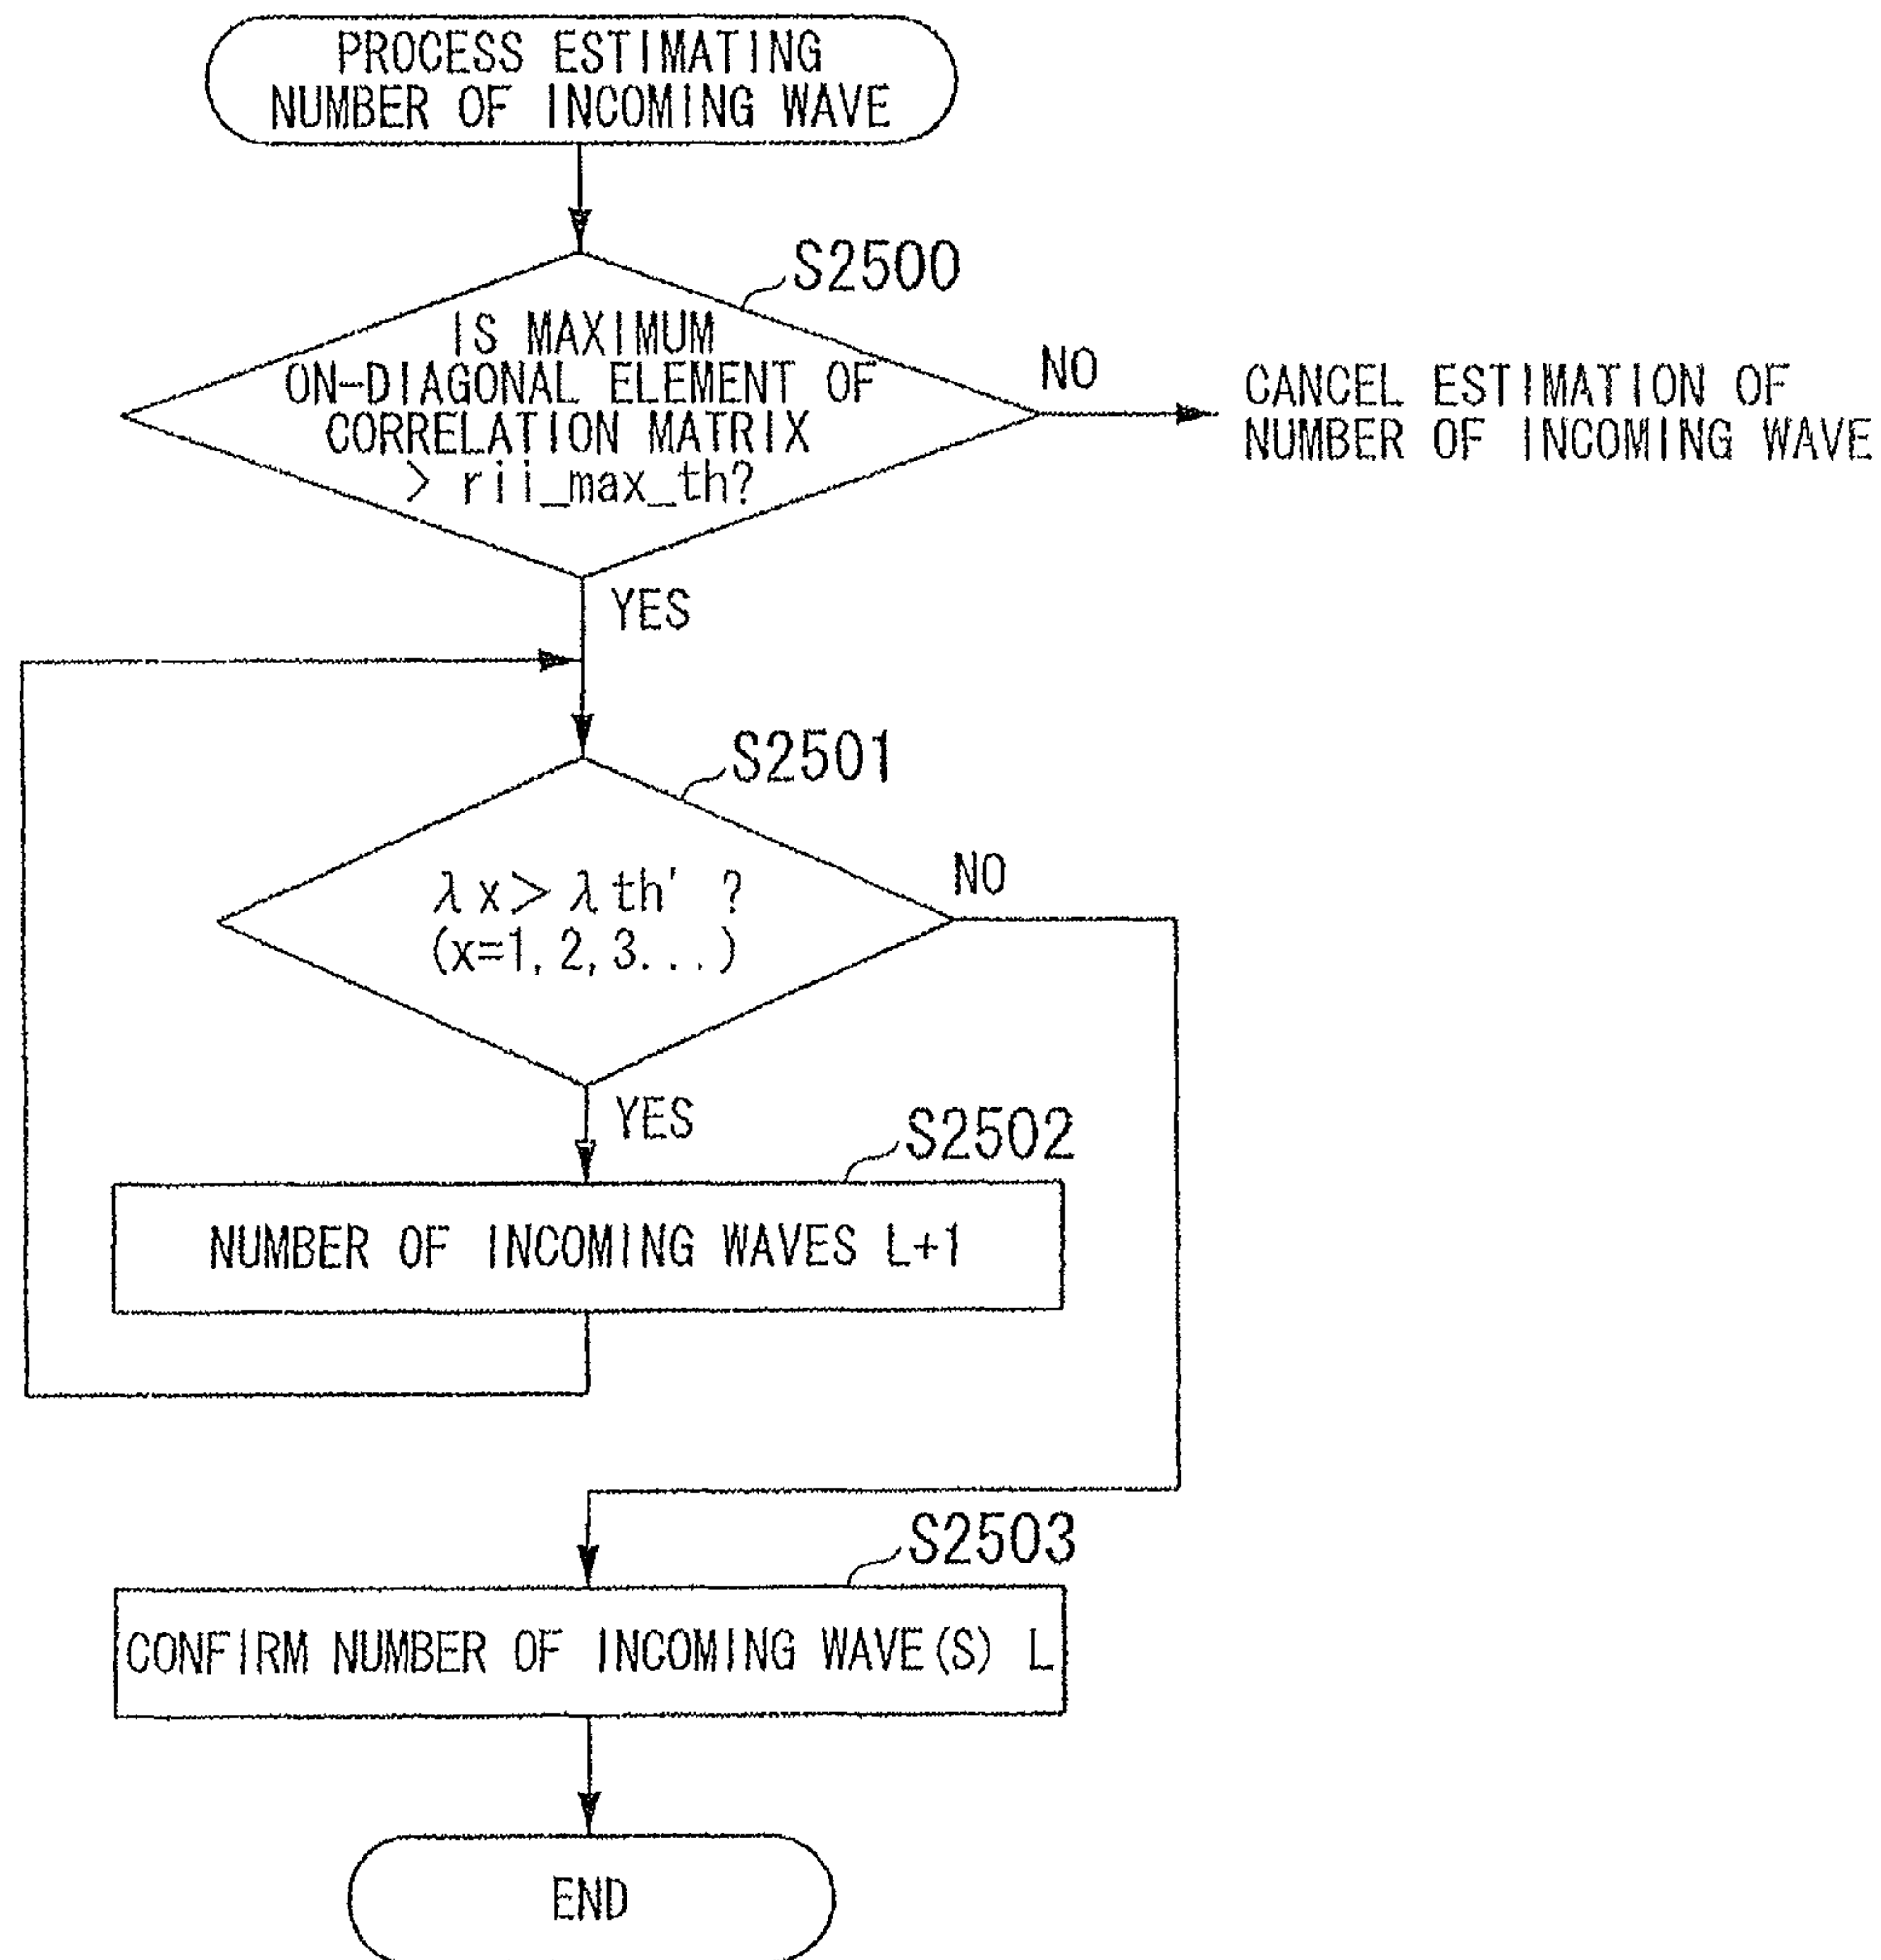 PROCESS ESTIMATING
NUMBER OF INCOMING WAVE
S2500
IS MAXIMUM
ON-DIAGONAL ELEMENT OF
CORRELATION MATRIX
> rii_max_th?
NO
CANCEL ESTIMATION OF
NUMBER OF INCOMING WAVE
YES
S2501
λx>λth' ?
(x=1,2,3...)
NO
YES
S2502
NUMBER OF INCOMING WAVES L+1
S2503
CONFIRM NUMBER OF INCOMING WAVE(S) L
END